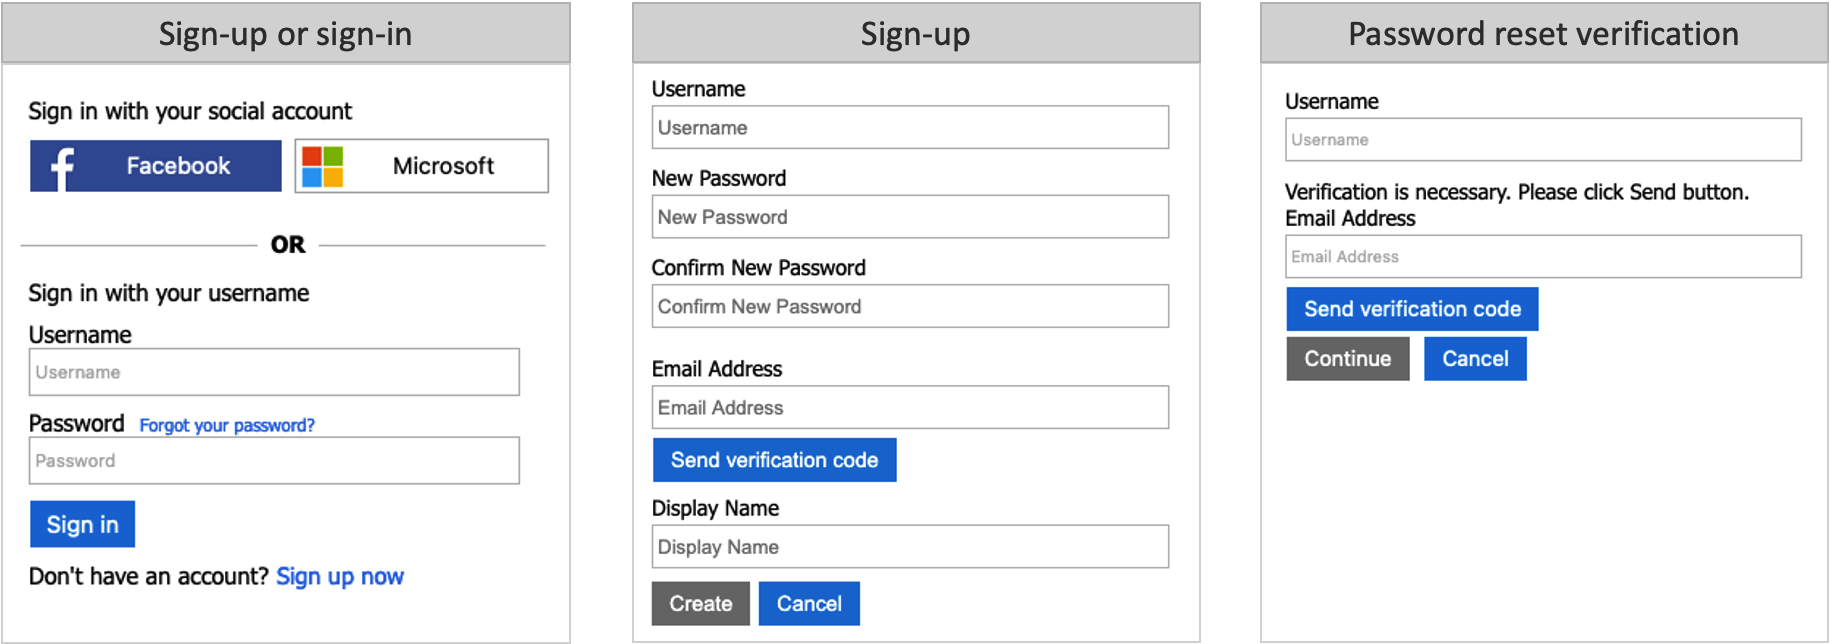 Sign-up or sign-in
Sign in with your social account
Facebook
Microsoft
OR
Sign in with your username
Username
Username
Password Forgot your password?
Password
Sign in
Don't have an account? Sign up now
Sign-up
Username
Username
New Password
New Password
Confirm New Password
Confirm New Password
Email Address
Email Address
Send verification code
Display Name
Display Name
Create Cancel
Password reset verification
Username
Username
Verification is necessary. Please click Send button.
Email Address
Email Address
Send verification code
Continue Cancel